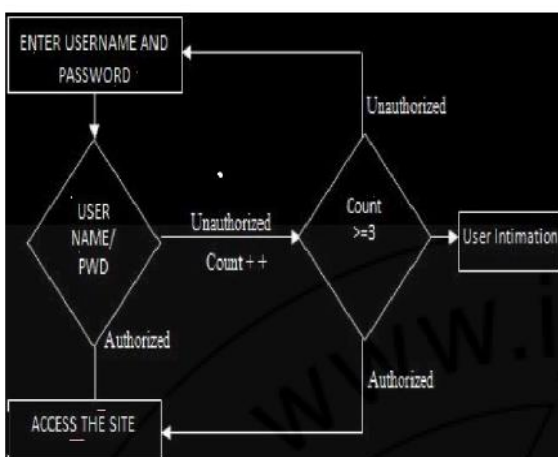 ENTER USERNAME AND
PASSWORD
Unauthorized
USER
NAME/
PWD
Unauthorized
Count++
Count
>=3
User Intimation
Authorized
Authorized
ACCESS THE SITE
www.i